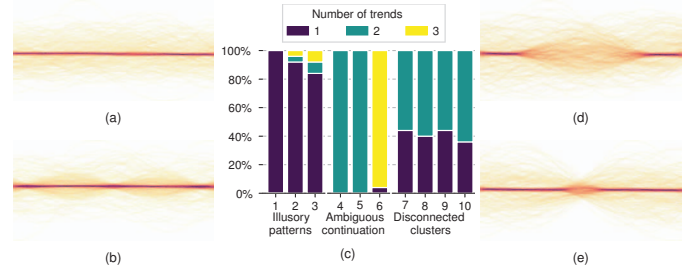 Number of trends
1 2 3
100%
80%
60%
40%
20%
0%
1 2 3 4 5 6 7 8 9 10
Illusory patterns
Ambiguous continuation
Disconnected clusters
(a)
(b)
(c)
(d)
(e)